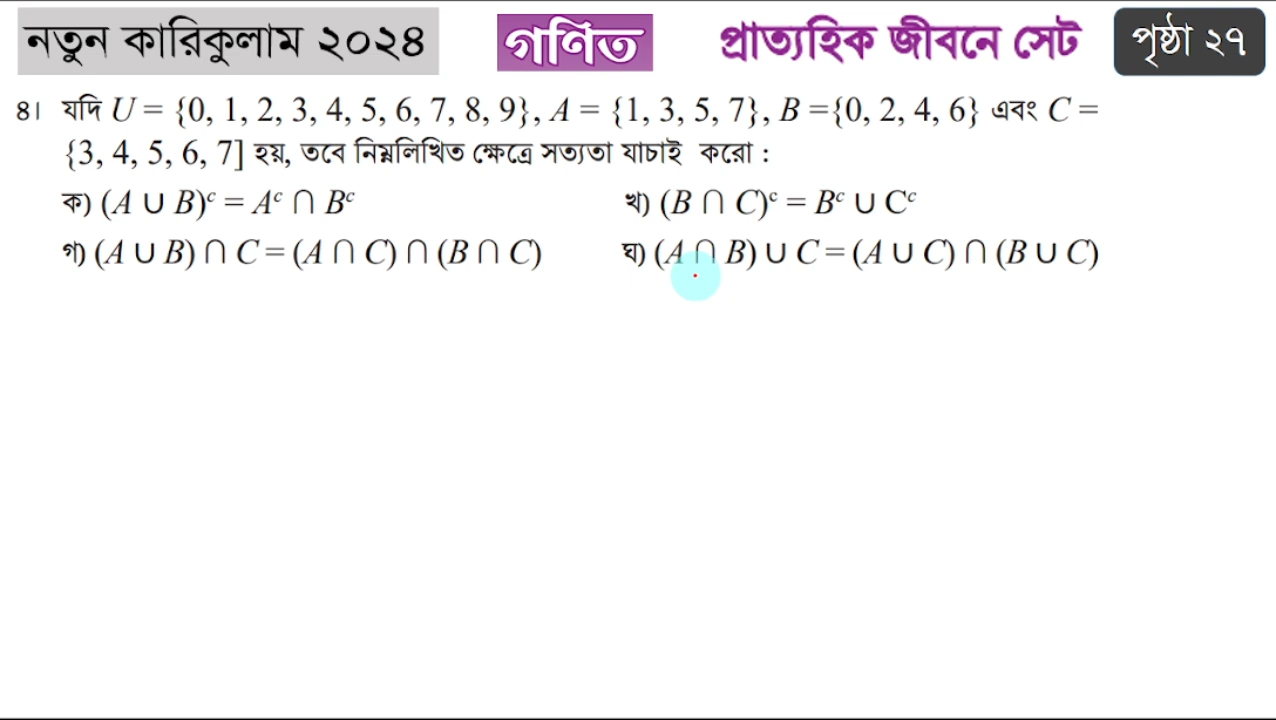 নতুন কারিকুলাম ২০২৪ গণিত প্রাত্যহিক জীবনে সেট পৃষ্ঠা ২৭
৪। যদি U = {0, 1, 2, 3, 4, 5, 6, 7, 8, 9}, A = {1, 3, 5, 7}, B ={0, 2, 4, 6} এবং C =
{3, 4, 5, 6, 7] হয়, তবে নিম্নলিখিত ক্ষেত্রে সত্যতা যাচাই করো :
ক) (A ∪ B)ᶜ = Aᶜ ∩ Bᶜ খ) (B ∩ C)ᶜ = Bᶜ ∪ Cᶜ
গ) (A ∪ B) ∩ C = (A ∩ C) ∩ (B ∩ C) ঘ) (A ∩ B) ∪ C = (A ∪ C) ∩ (B ∪ C)